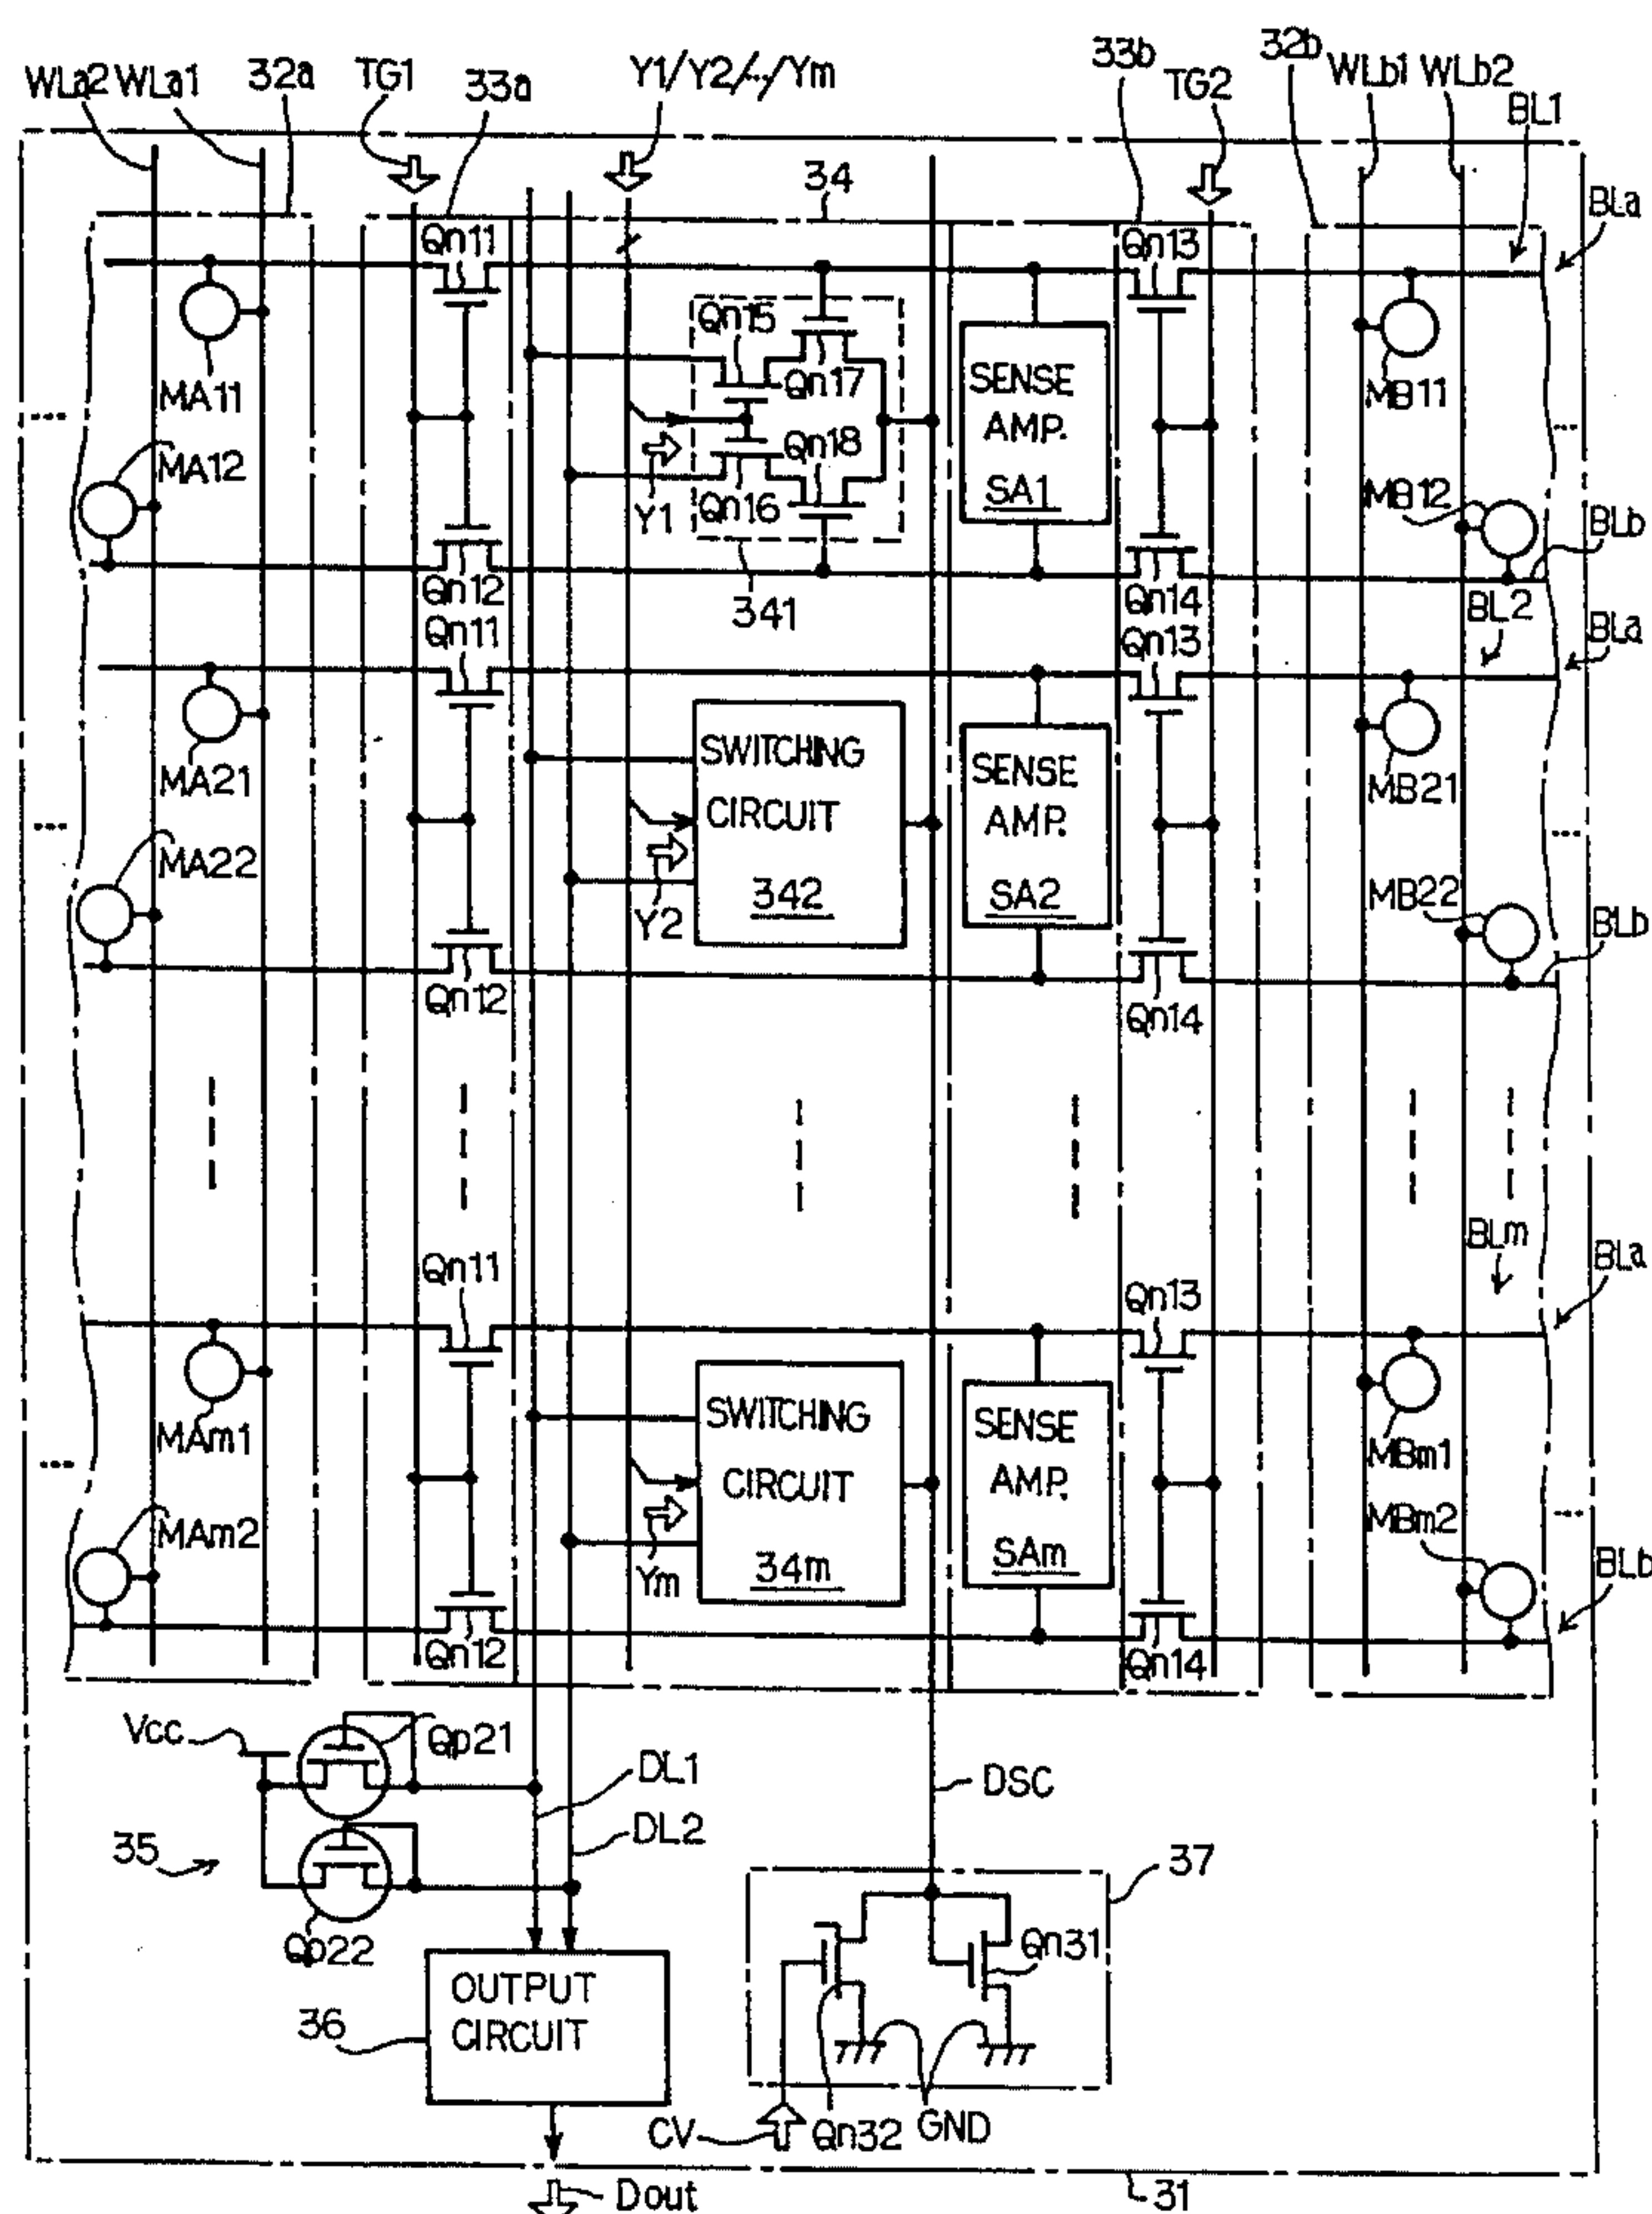 WLa2 WLa1 32a TG1 33a Y1/Y2/.../Ym 33b TG2 32b WLb1 WLb2 BL1
34 BLa
Qn11 Qn13
Qn15
Qn17
MA11 SENSE MB11
AMP.
... SA1 ...
MA12 Qn18 MB12
Y1 Qn16 BLb
Qn12 341 Qn14 BL2
Qn11 Qn13 BLa
MA21 SWITCHING SENSE MB21
... CIRCUIT AMP. ...
MA22 342 SA2 MB22
Y2 BLb
Qn12 Qn14
BLm
Qn11 Qn13 BLa
MAm1 SWITCHING SENSE MBm1
... CIRCUIT AMP. ...
MAm2 34m SAm MBm2
Ym BLb
Qn12 Qn14
Vcc Qp21 DL1 DSC
35 DL2
Qp22 37
Qn31
OUTPUT
36 CIRCUIT
CV Qn32 GND
Dout 31